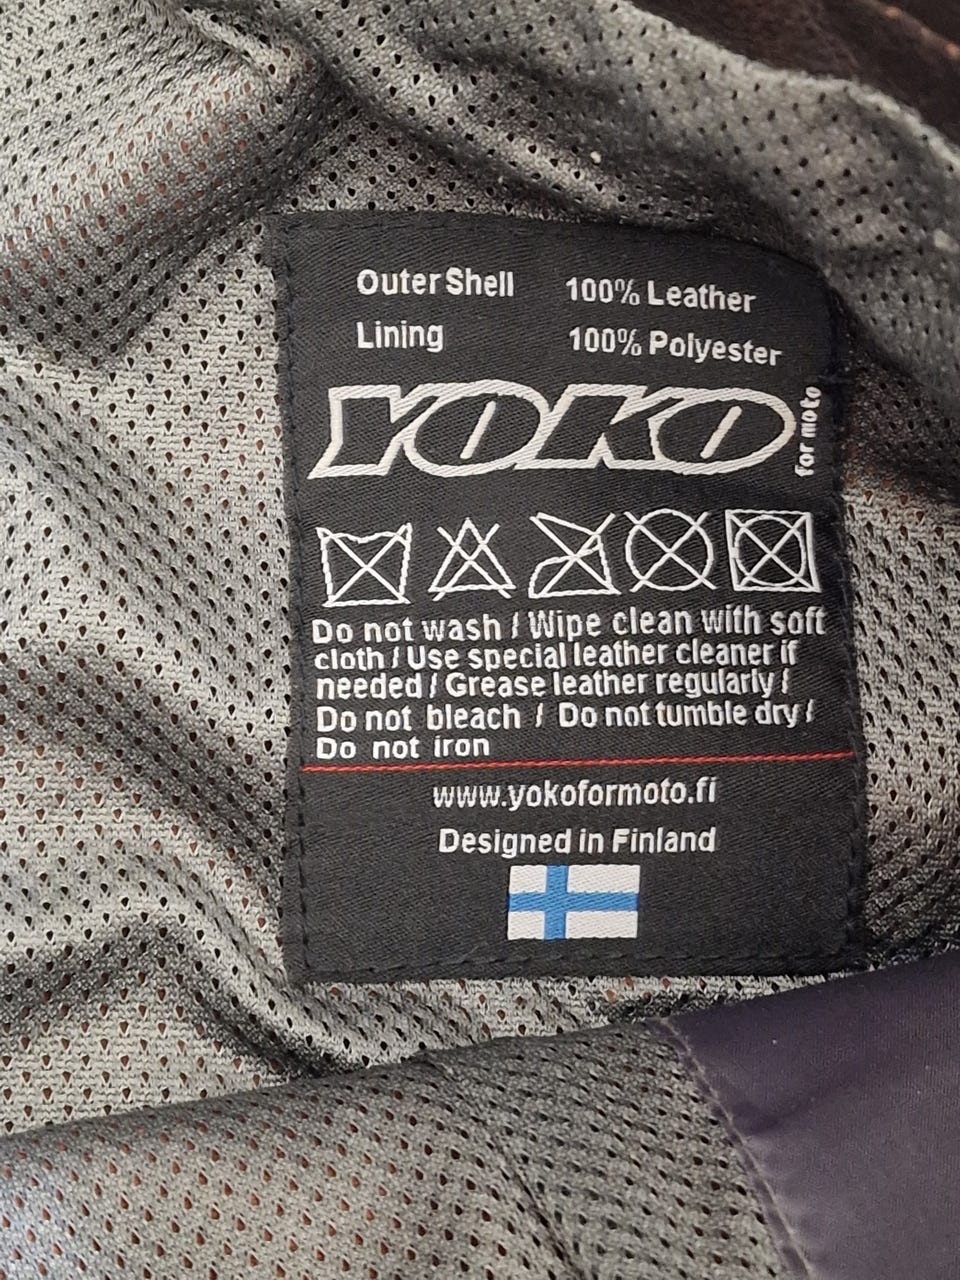 Outer Shell 100% Leather
Lining 100% Polyester
YOKO for moto
Do not wash / Wipe clean with soft
cloth / Use special leather cleaner if
needed / Grease leather regularly /
Do not bleach / Do not tumble dry /
Do not iron
www.yokoformoto.fi
Designed in Finland